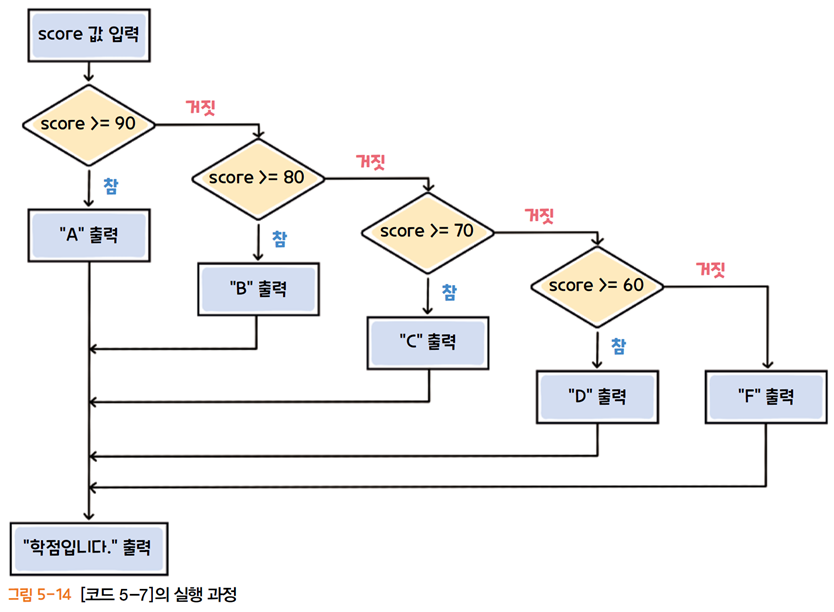 score 값 입력
score >= 90
거짓
참
"A" 출력
score >= 80
거짓
참
"B" 출력
score >= 70
거짓
참
"C" 출력
score >= 60
거짓
참
"D" 출력
"F" 출력
"학점입니다." 출력
그림 5-14 [코드 5-7]의 실행 과정